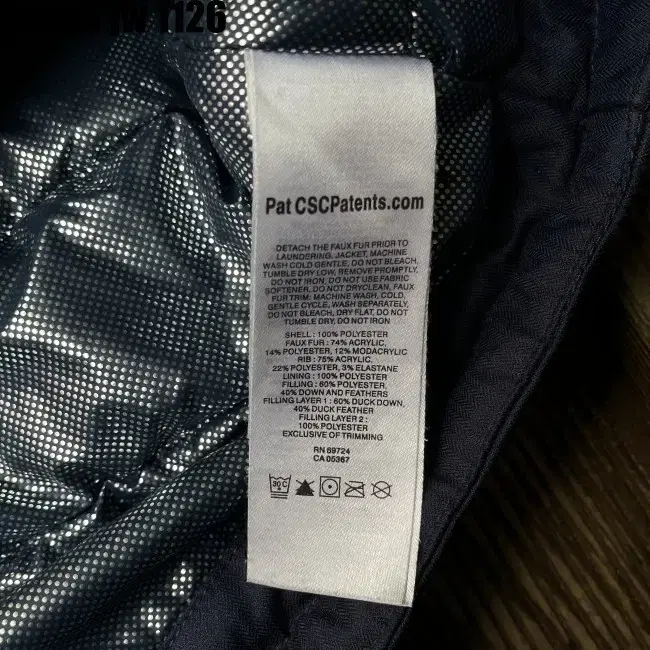 1126
Pat CSCPatents.com
DETACH THE FAUX FUR PRIOR TO
LAUNDERING, JACKET, MACHINE
WASH COLD GENTLE, DO NOT BLEACH,
TUMBLE DRY LOW, REMOVE PROMPTLY,
DO NOT IRON, DO NOT USE FABRIC
SOFTENER, DO NOT DRYCLEAN, FAUX
FUR TRIM: MACHINE WASH, COLD,
GENTLE CYCLE, WASH SEPARATELY,
DO NOT BLEACH, DRY FLAT, DO NOT
TUMBLE DRY, DO NOT IRON
SHELL : 100% POLYESTER
FAUX FUR : 74% ACRYLIC,
14% POLYESTER, 12% MODACRYLIC
RIB : 75% ACRYLIC,
22% POLYESTER, 3% ELASTANE
LINING : 100% POLYESTER
FILLING : 60% POLYESTER,
40% DOWN AND FEATHERS
FILLING LAYER 1 : 60% DUCK DOWN,
40% DUCK FEATHER
FILLING LAYER 2 :
100% POLYESTER
EXCLUSIVE OF TRIMMING
RN 69724
CA 05367
30°C